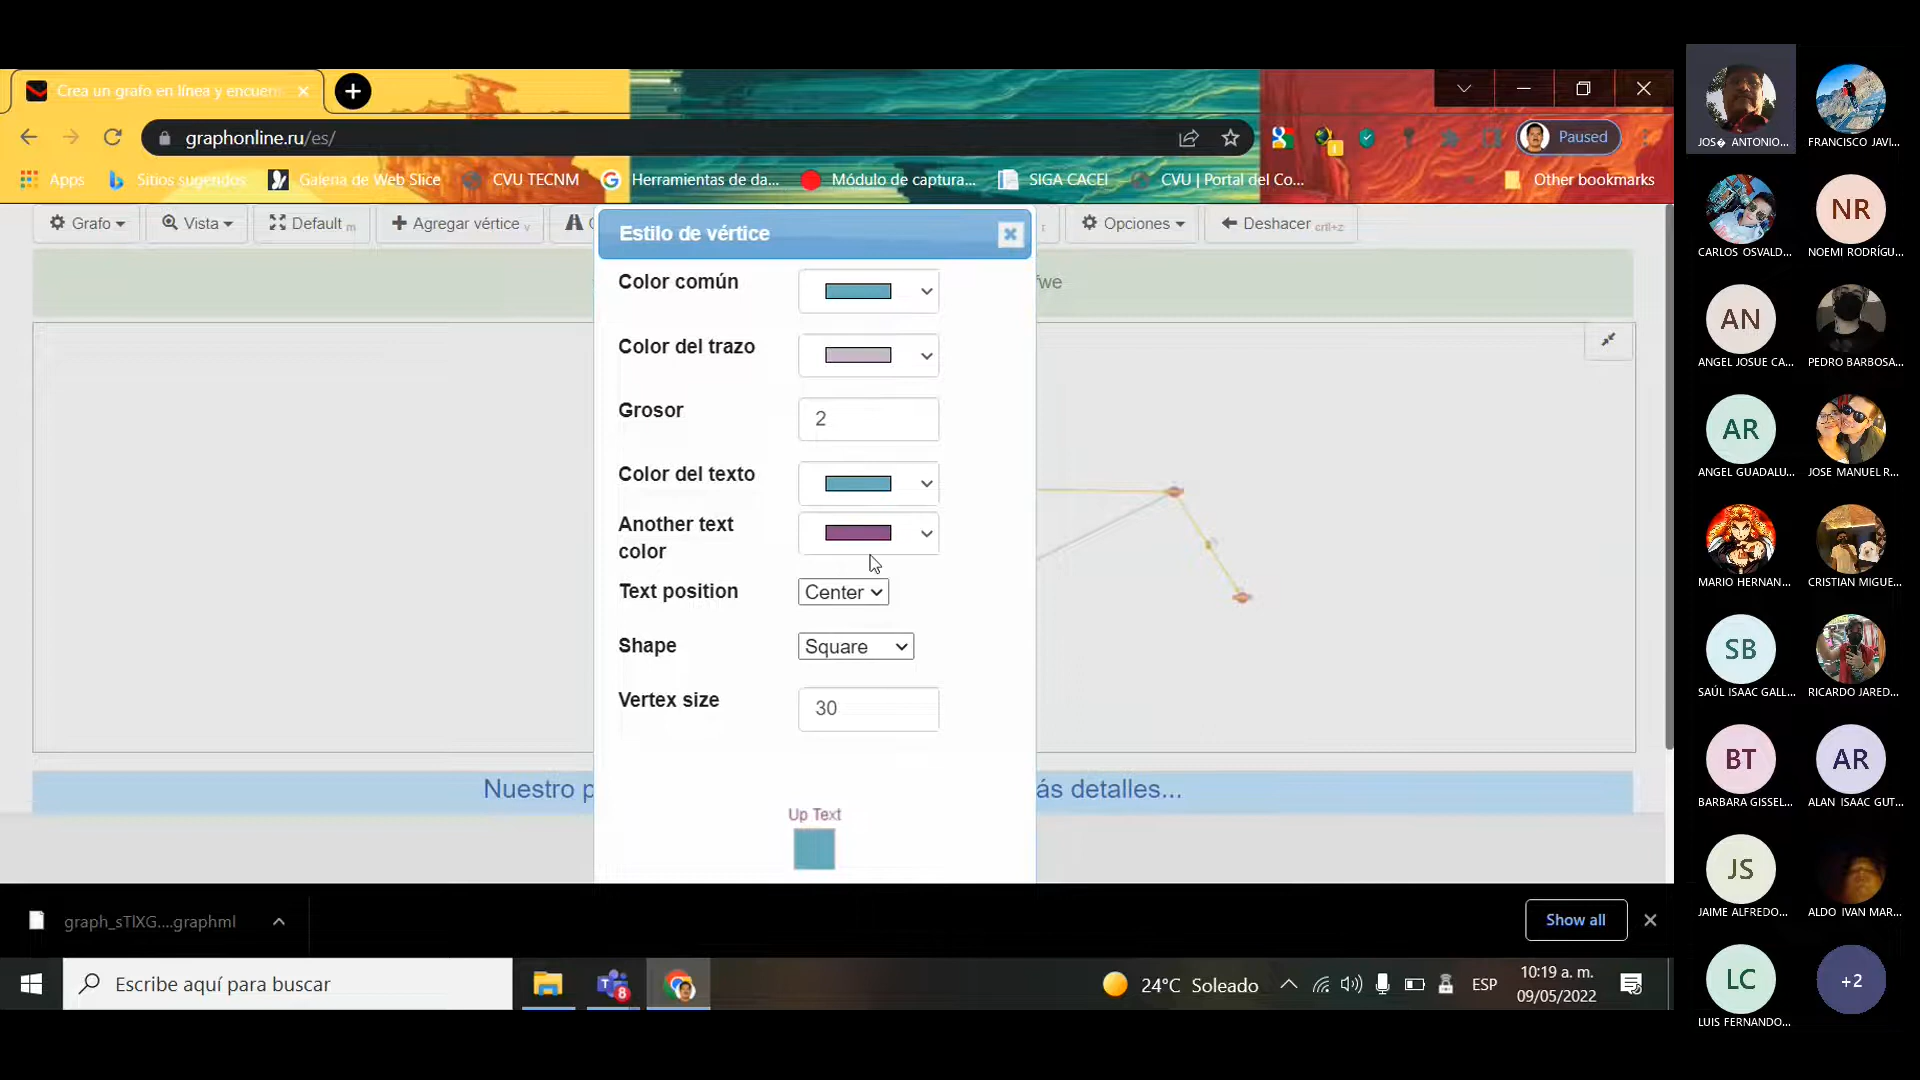 Crea un grafo en línea y encuen
graphonline.ru/es/
Paused
Apps
Sitios sugeridos
Galeria de Web Slice
CVU TECNM
Herramientas de da...
Módulo de captura...
SIGA CACEI
CVU | Portal del Co...
Other bookmarks
Grafo
Vista
Default m
Agregar vértice v
Opciones
Deshacer crtl+z
Estilo de vértice
Color común
Color del trazo
Grosor
2
Color del texto
Another text
color
Text position
Center
Shape
Square
Vertex size
30
Up Text
Nuestro p
ás detalles...
graph_sTlXG....graphml
Show all
Escribe aquí para buscar
8
24°C Soleado
ESP
10:19 a. m.
09/05/2022
JOS� ANTONIO...
FRANCISCO JAVI...
CARLOS OSVALD...
NR
NOEMI RODRÍGU...
AN
ANGEL JOSUE CA...
PEDRO BARBOSA...
AR
ANGEL GUADALU...
JOSE MANUEL R...
MARIO HERNAN...
CRISTIAN MIGUE...
SB
SAÚL ISAAC GALL...
RICARDO JARED...
BT
BARBARA GISSEL...
AR
ALAN ISAAC GUT...
JS
JAIME ALFREDO...
ALDO IVAN MAR...
LC
LUIS FERNANDO...
+2